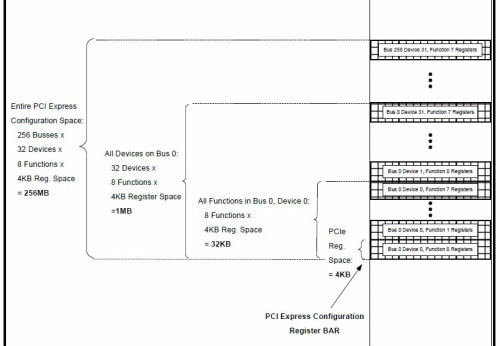 Bus 256 Device 31, Function 7 Registers
Bus 0 Device 31, Function 7 Registers
Entire PCI Express
Configuration Space:
256 Busses x
32 Devices x
8 Functions x
4KB Reg. Space
= 256MB
All Devices on Bus 0:
32 Devices x
8 Functions x
4KB Register Space
=1MB
Bus 0 Device 1, Function 0 Registers
Bus 0 Device 0, Function 7 Registers
All Functions in Bus 0, Device 0:
8 Functions x
4KB Reg. Space
= 32KB
Bus 0 Device 0, Function 1 Registers
Bus 0 Device 0, Function 0 Registers
PCIe
Reg.
Space:
= 4KB
PCI Express Configuration
Register BAR